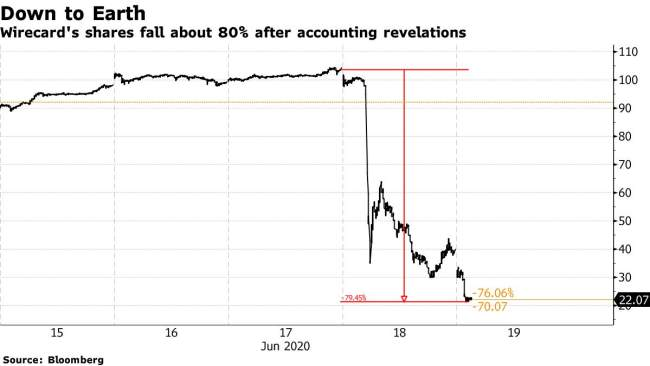 Down to Earth
Wirecard's shares fall about 80% after accounting revelations
110
100
90
80
70
60
50
40
30
22.07
-79.45%
-76.06%
-70.07
15 16 17 18 19
Jun 2020
Source: Bloomberg